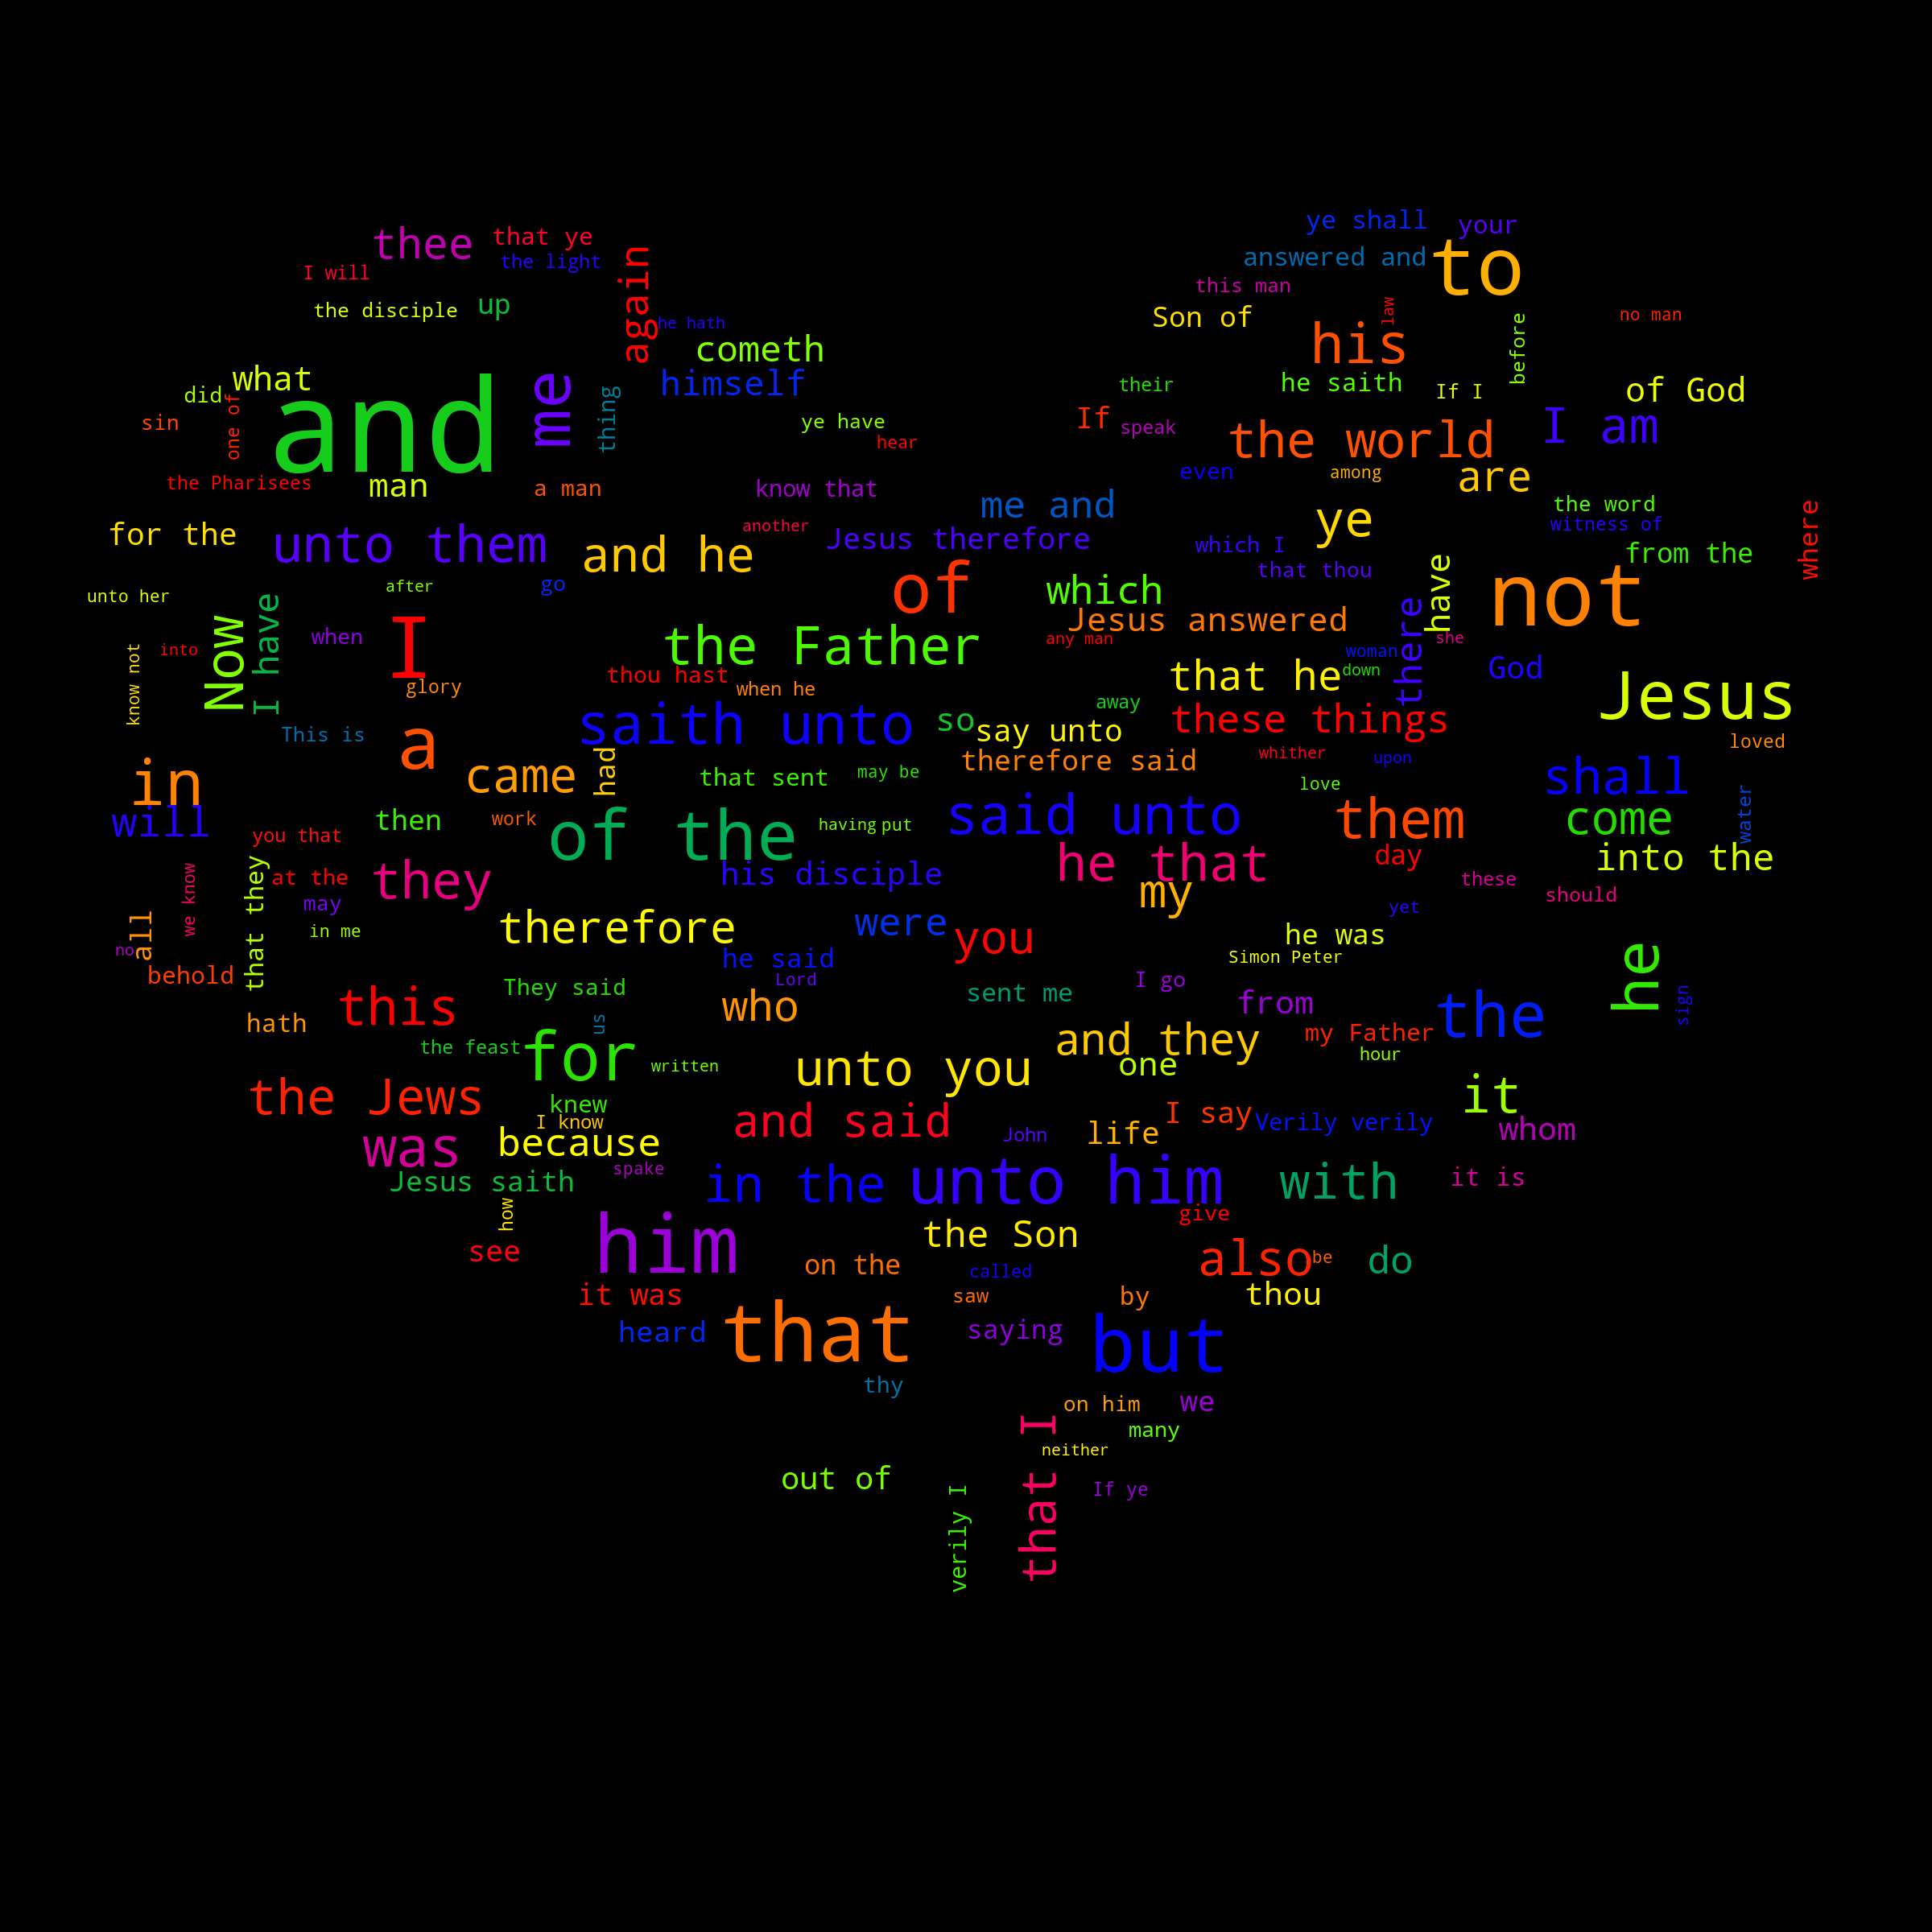 ye shall
your
thee
that ye
to
answered and
the light
I will
again
this man
the disciple
up
Son of
law
no man
he hath
his
before
cometh
what
himself
their
he saith
If I
of God
did
and
me
thing
sin
one of
ye have
If
speak
I am
hear
the world
the Pharisees
man
a man
know that
even
among
are
me and
the word
for the
another
ye
witness of
where
unto them
and he
Jesus therefore
which I
from the
of
that thou
have
not
unto her
after
go
which
Now
I have
when
I
Jesus answered
there
into
the Father
any man
she
know not
woman
thou hast
that he
down
God
glory
when he
Jesus
away
This is
a
saith unto
so
say unto
these things
loved
in
came
had
therefore said
whither
upon
that sent
may be
love
shall
will
then
work
of the
having
put
said unto
them
come
water
you that
we know
that they
at the
they
his disciple
he that
day
into the
may
my
these
should
all
in me
therefore
were
you
yet
no
he was
behold
he said
Simon Peter
he
Lord
They said
sent me
I go
this
who
from
the
sign
hath
us
the feast
for
and they
my Father
written
unto you
one
hour
the Jews
knew
it
I know
and said
I say
Verily verily
was
because
John
life
whom
spake
Jesus saith
in the
unto him
with
it is
how
him
give
see
the Son
on the
called
also
be
do
it was
saw
by
thou
heard
that
saying
but
thy
on him
we
that I
many
neither
out of
If ye
verily I